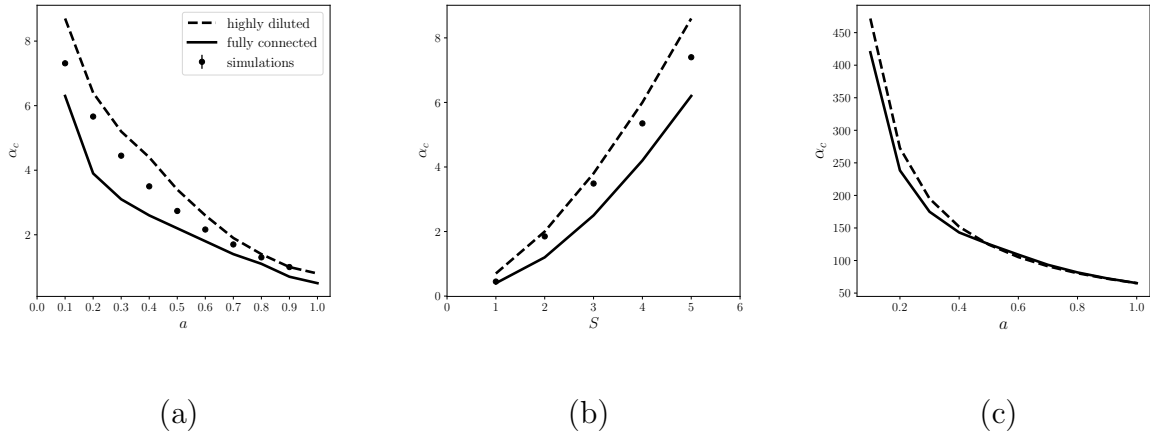 highly diluted
fully connected
simulations
8
6
4
2
α_c
0.0 0.1 0.2 0.3 0.4 0.5 0.6 0.7 0.8 0.9 1.0
a
(a)
8
6
4
2
0
α_c
0 1 2 3 4 5 6
S
(b)
450
400
350
300
250
200
150
100
50
α_c
0.2 0.4 0.6 0.8 1.0
a
(c)